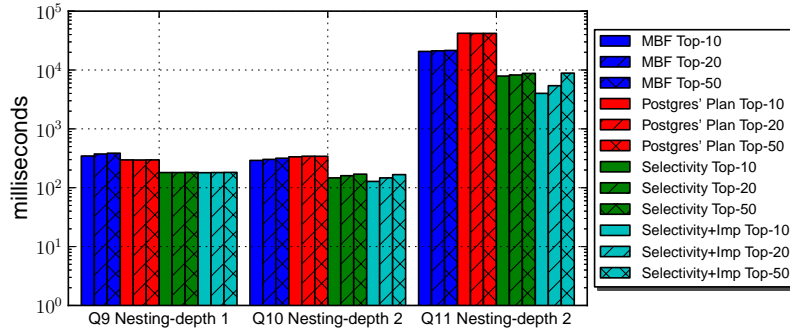 10^5
10^4
10^3
10^2
10^1
10^0
milliseconds
Q9 Nesting-depth 1
Q10 Nesting-depth 2
Q11 Nesting-depth 2
MBF Top-10
MBF Top-20
MBF Top-50
Postgres' Plan Top-10
Postgres' Plan Top-20
Postgres' Plan Top-50
Selectivity Top-10
Selectivity Top-20
Selectivity Top-50
Selectivity+Imp Top-10
Selectivity+Imp Top-20
Selectivity+Imp Top-50